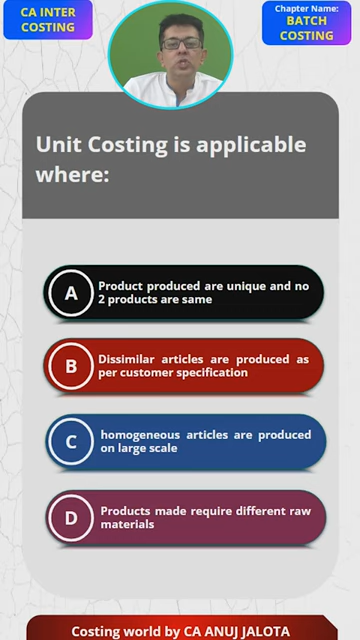 CA INTER
COSTING
Chapter Name:
BATCH
COSTING
Unit Costing is applicable
where:
A
Product produced are unique and no
2 products are same
B
Dissimilar articles are produced as
per customer specification
C
homogeneous articles are produced
on large scale
D
Products made require different raw
materials
Costing world by CA ANUJ JALOTA